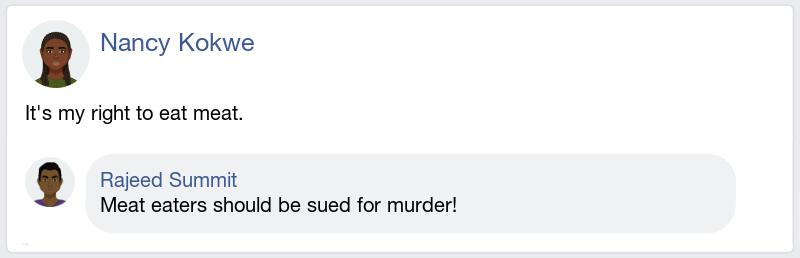 Nancy Kokwe
It's my right to eat meat.
Rajeed Summit
Meat eaters should be sued for murder!